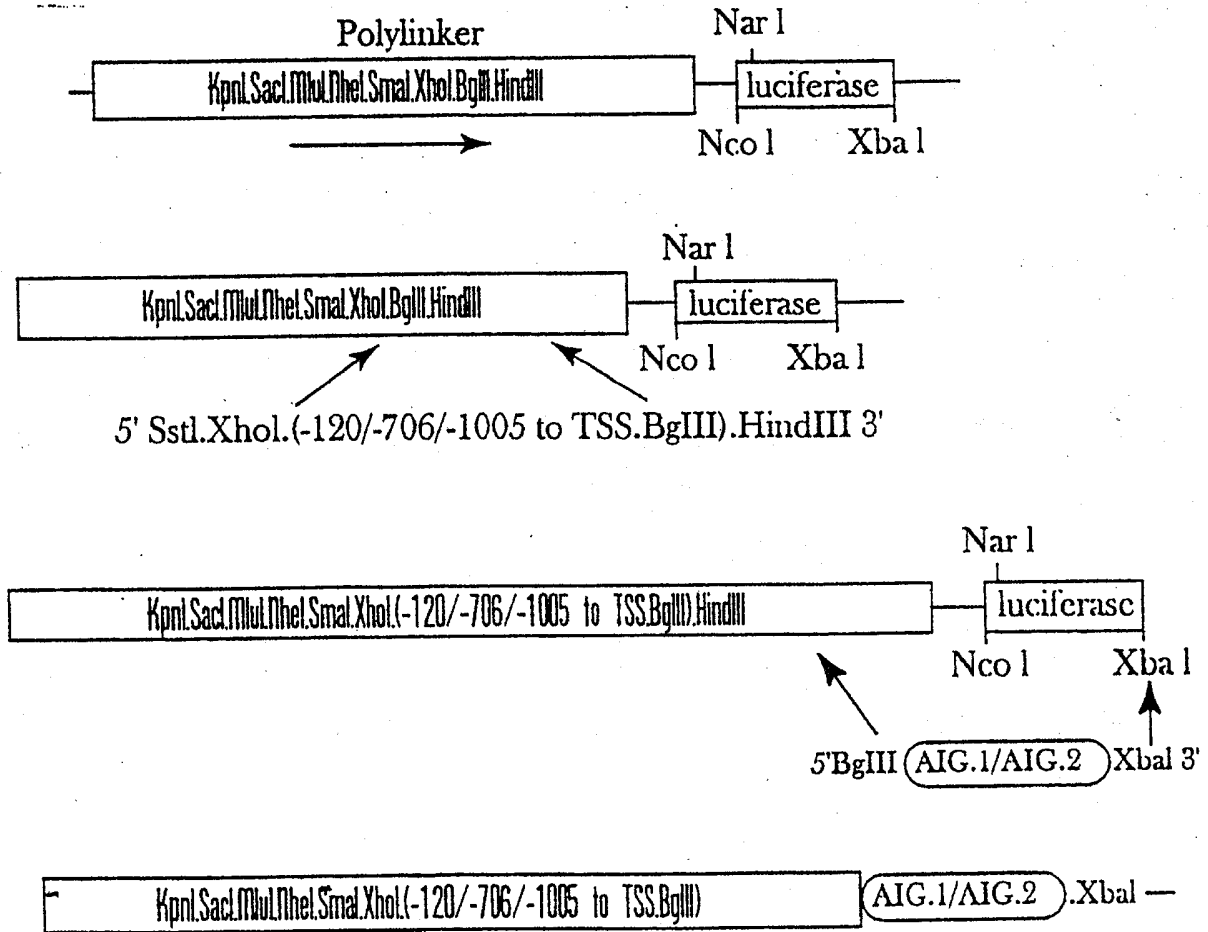 Polylinker
Nar l
KpnI.SacI.MluI.NheI.SmaI.XhoI.BglII.HindIII
luciferase
Nco l
Xba l
Nar l
KpnI.SacI.MluI.NheI.SmaI.XhoI.BglII.HindIII
luciferase
Nco l
Xba l
5' SstI.XhoI.(-120/-706/-1005 to TSS.BglII).HindIII 3'
Nar l
KpnI.SacI.MluI.NheI.SmaI.XhoI.(-120/-706/-1005 to TSS.BglII).HindIII
luciferase
Nco l
Xba l
5'BglII AIG.1/AIG.2 XbaI 3'
KpnI.SacI.MluI.NheI.SmaI.XhoI.(-120/-706/-1005 to TSS.BglII)
AIG.1/AIG.2 .XbaI